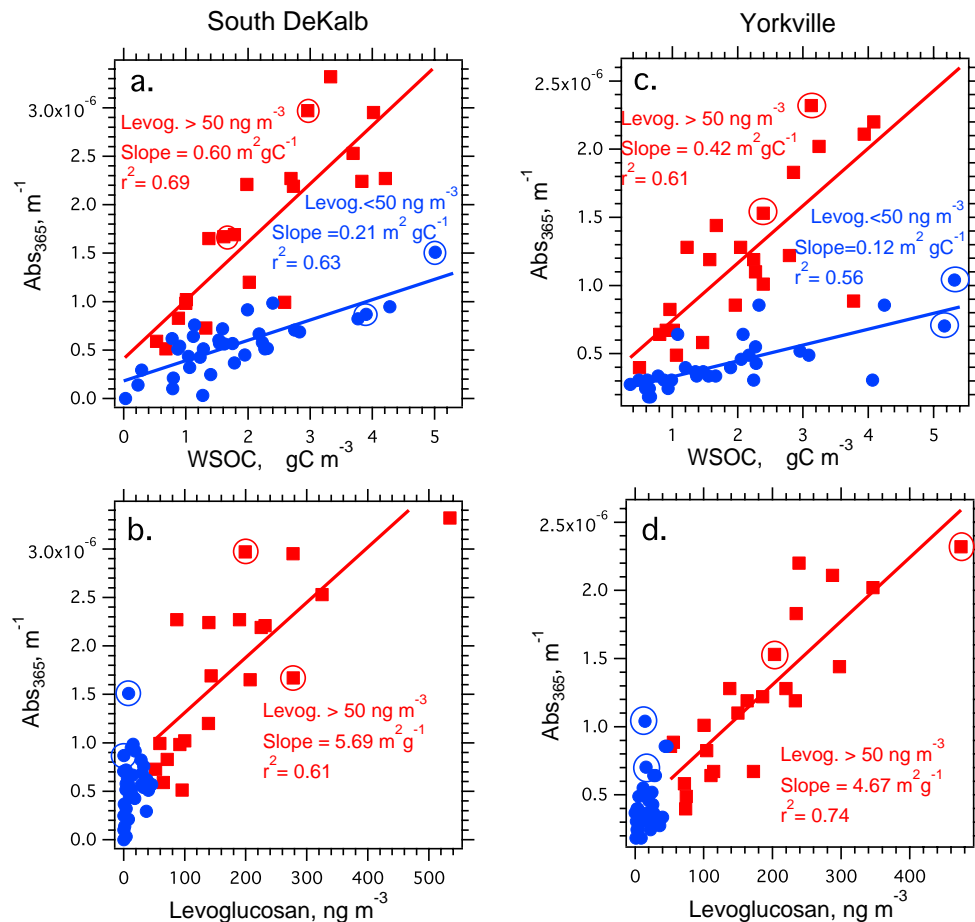 South DeKalb
Yorkville
a.
3.0x10⁻⁶
2.5
2.0
1.5
1.0
0.5
0.0
Abs₃₆₅, m⁻¹
Levog. > 50 ng m⁻³
Slope = 0.60 m²gC⁻¹
r² = 0.69
Levog.<50 ng m⁻³
Slope =0.21 m² gC⁻¹
r² = 0.63
0 1 2 3 4 5
WSOC, gC m⁻³
c.
2.5x10⁻⁶
2.0
1.5
1.0
0.5
Abs₃₆₅, m⁻¹
Levog. > 50 ng m⁻³
Slope = 0.42 m²gC⁻¹
r² = 0.61
Levog.<50 ng m⁻³
Slope=0.12 m² gC⁻¹
r² = 0.56
1 2 3 4 5
WSOC, gC m⁻³
b.
3.0x10⁻⁶
2.5
2.0
1.5
1.0
0.5
0.0
Abs₃₆₅, m⁻¹
Levog. > 50 ng m⁻³
Slope = 5.69 m²g⁻¹
r² = 0.61
0 100 200 300 400 500
Levoglucosan, ng m⁻³
d.
2.5x10⁻⁶
2.0
1.5
1.0
0.5
Abs₃₆₅, m⁻¹
Levog. > 50 ng m⁻³
Slope = 4.67 m²g⁻¹
r² = 0.74
0 100 200 300 400
Levoglucosan, ng m⁻³